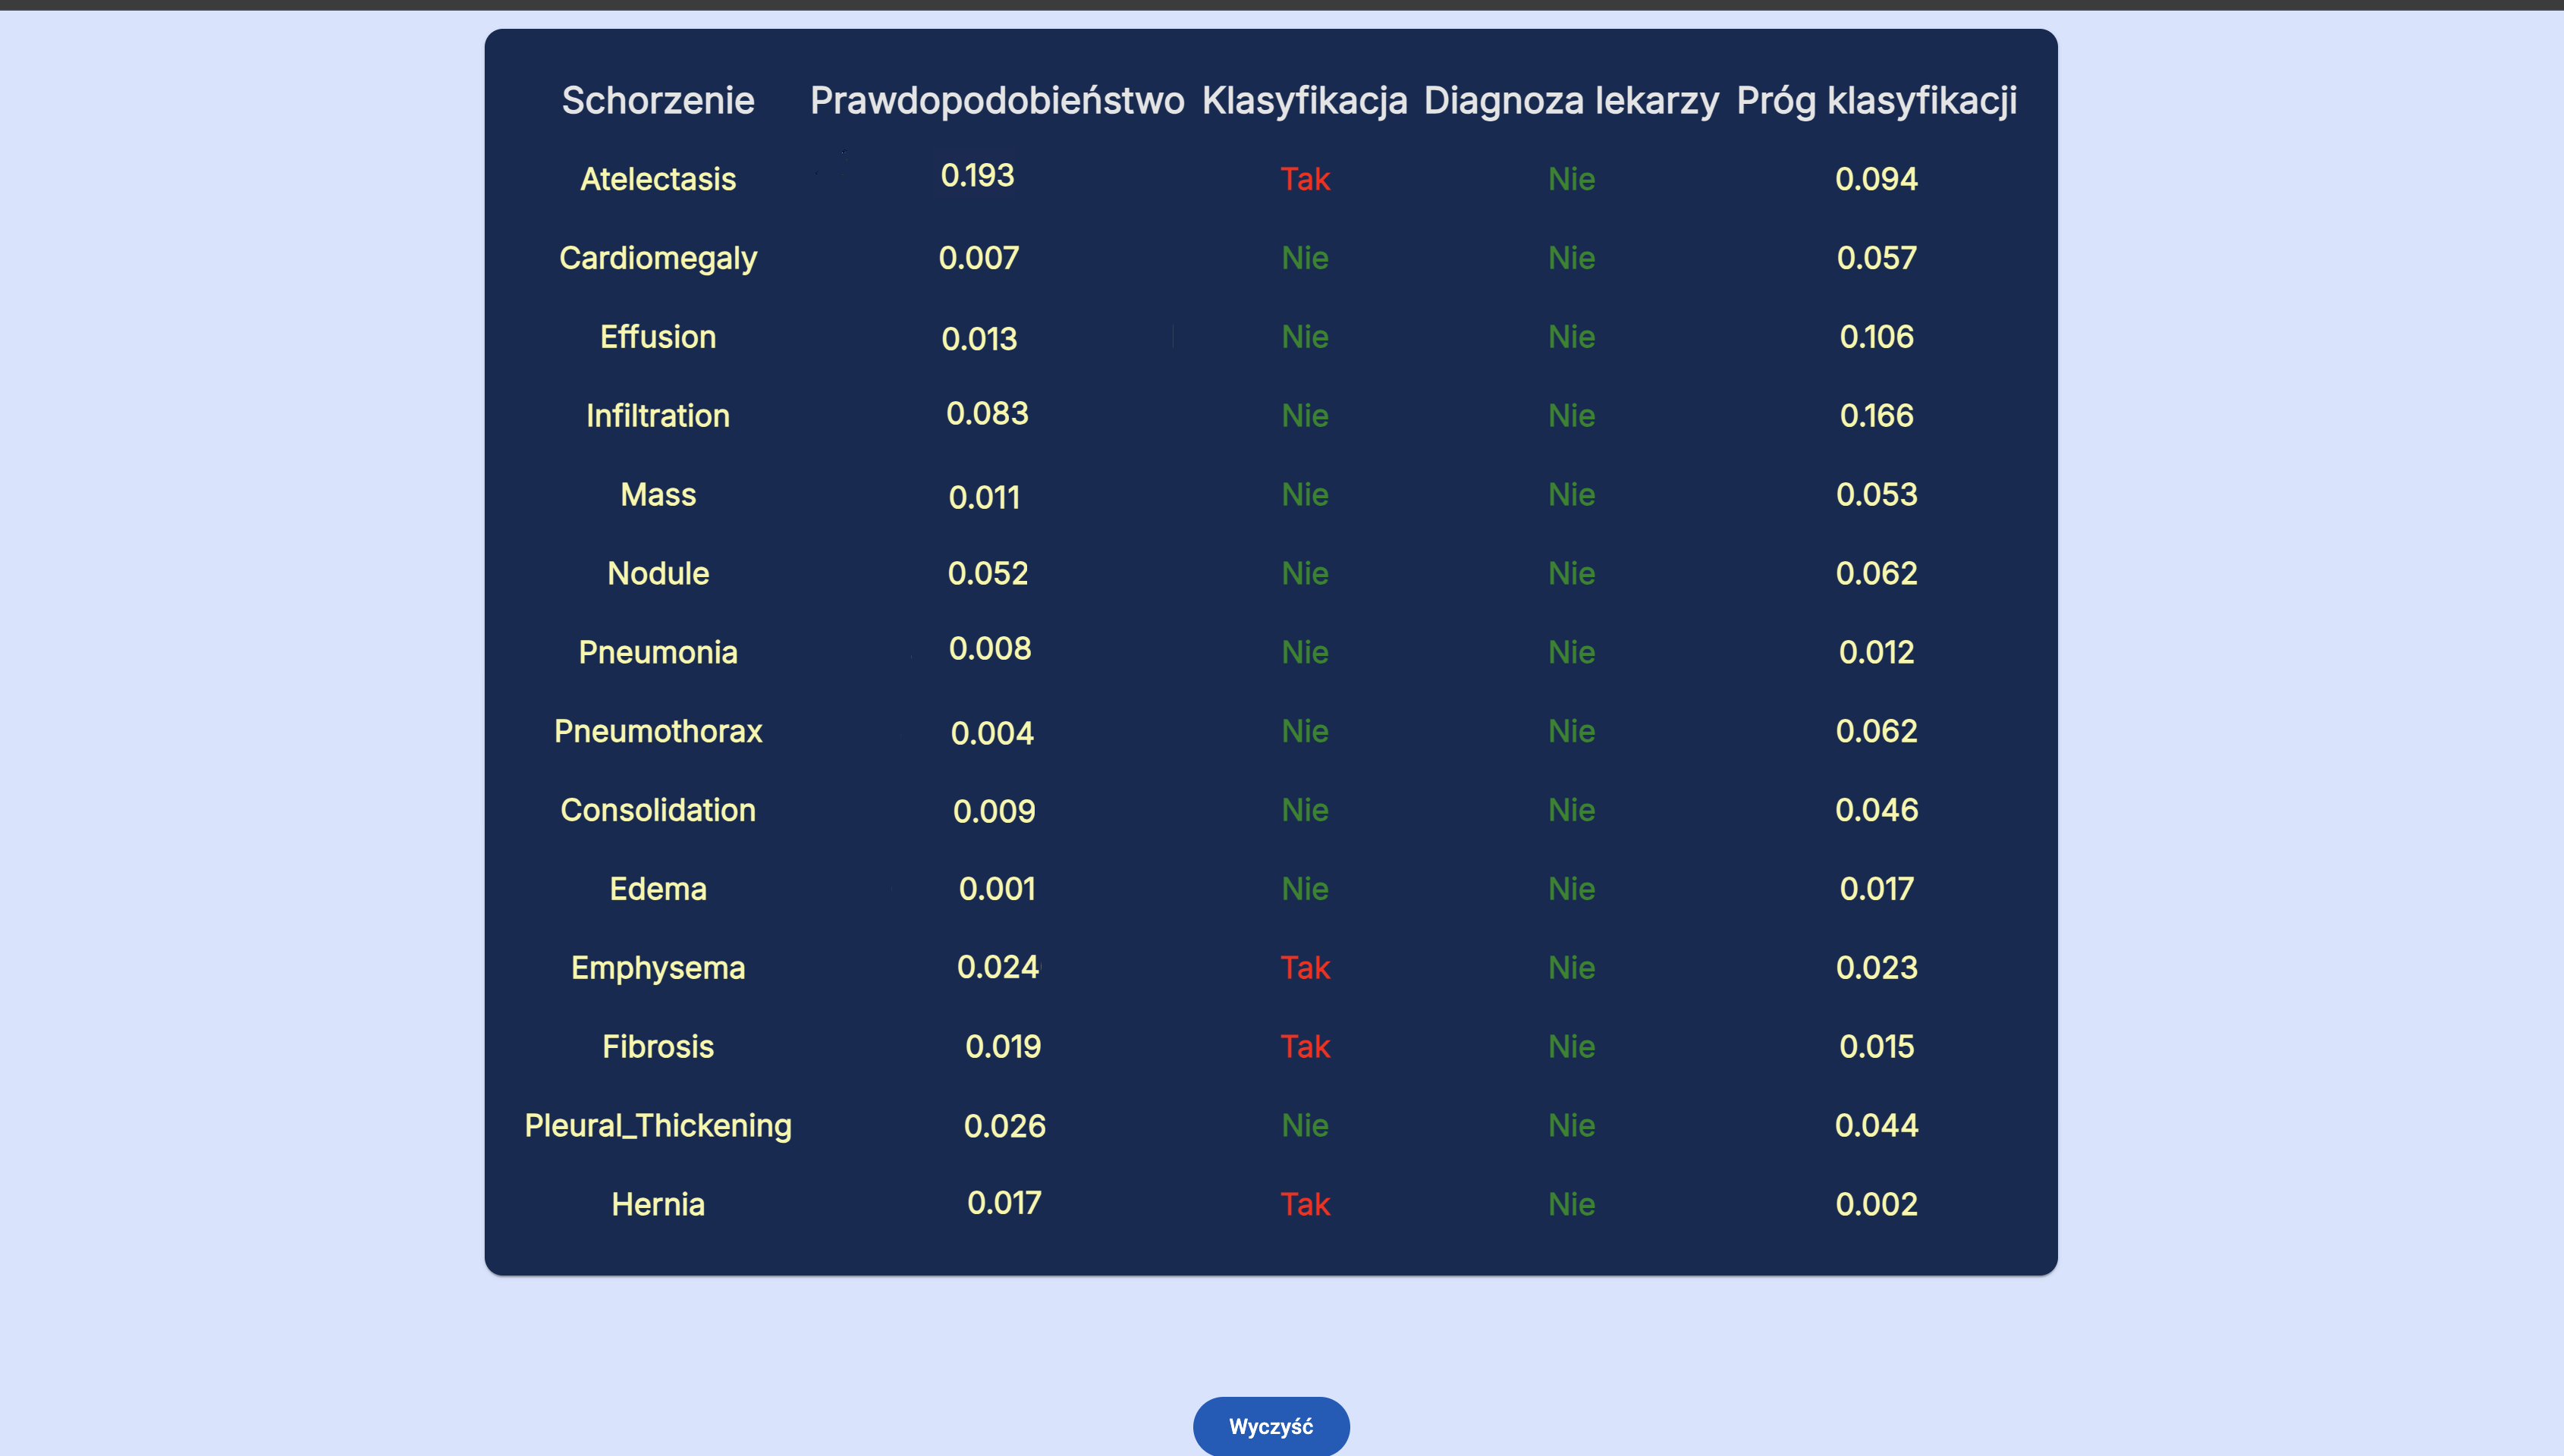 Schorzenie Prawdopodobieństwo Klasyfikacja Diagnoza lekarzy Próg klasyfikacji
Atelectasis 0.193 Tak Nie 0.094
Cardiomegaly 0.007 Nie Nie 0.057
Effusion 0.013 Nie Nie 0.106
Infiltration 0.083 Nie Nie 0.166
Mass 0.011 Nie Nie 0.053
Nodule 0.052 Nie Nie 0.062
Pneumonia 0.008 Nie Nie 0.012
Pneumothorax 0.004 Nie Nie 0.062
Consolidation 0.009 Nie Nie 0.046
Edema 0.001 Nie Nie 0.017
Emphysema 0.024 Tak Nie 0.023
Fibrosis 0.019 Tak Nie 0.015
Pleural_Thickening 0.026 Nie Nie 0.044
Hernia 0.017 Tak Nie 0.002
Wyczyść